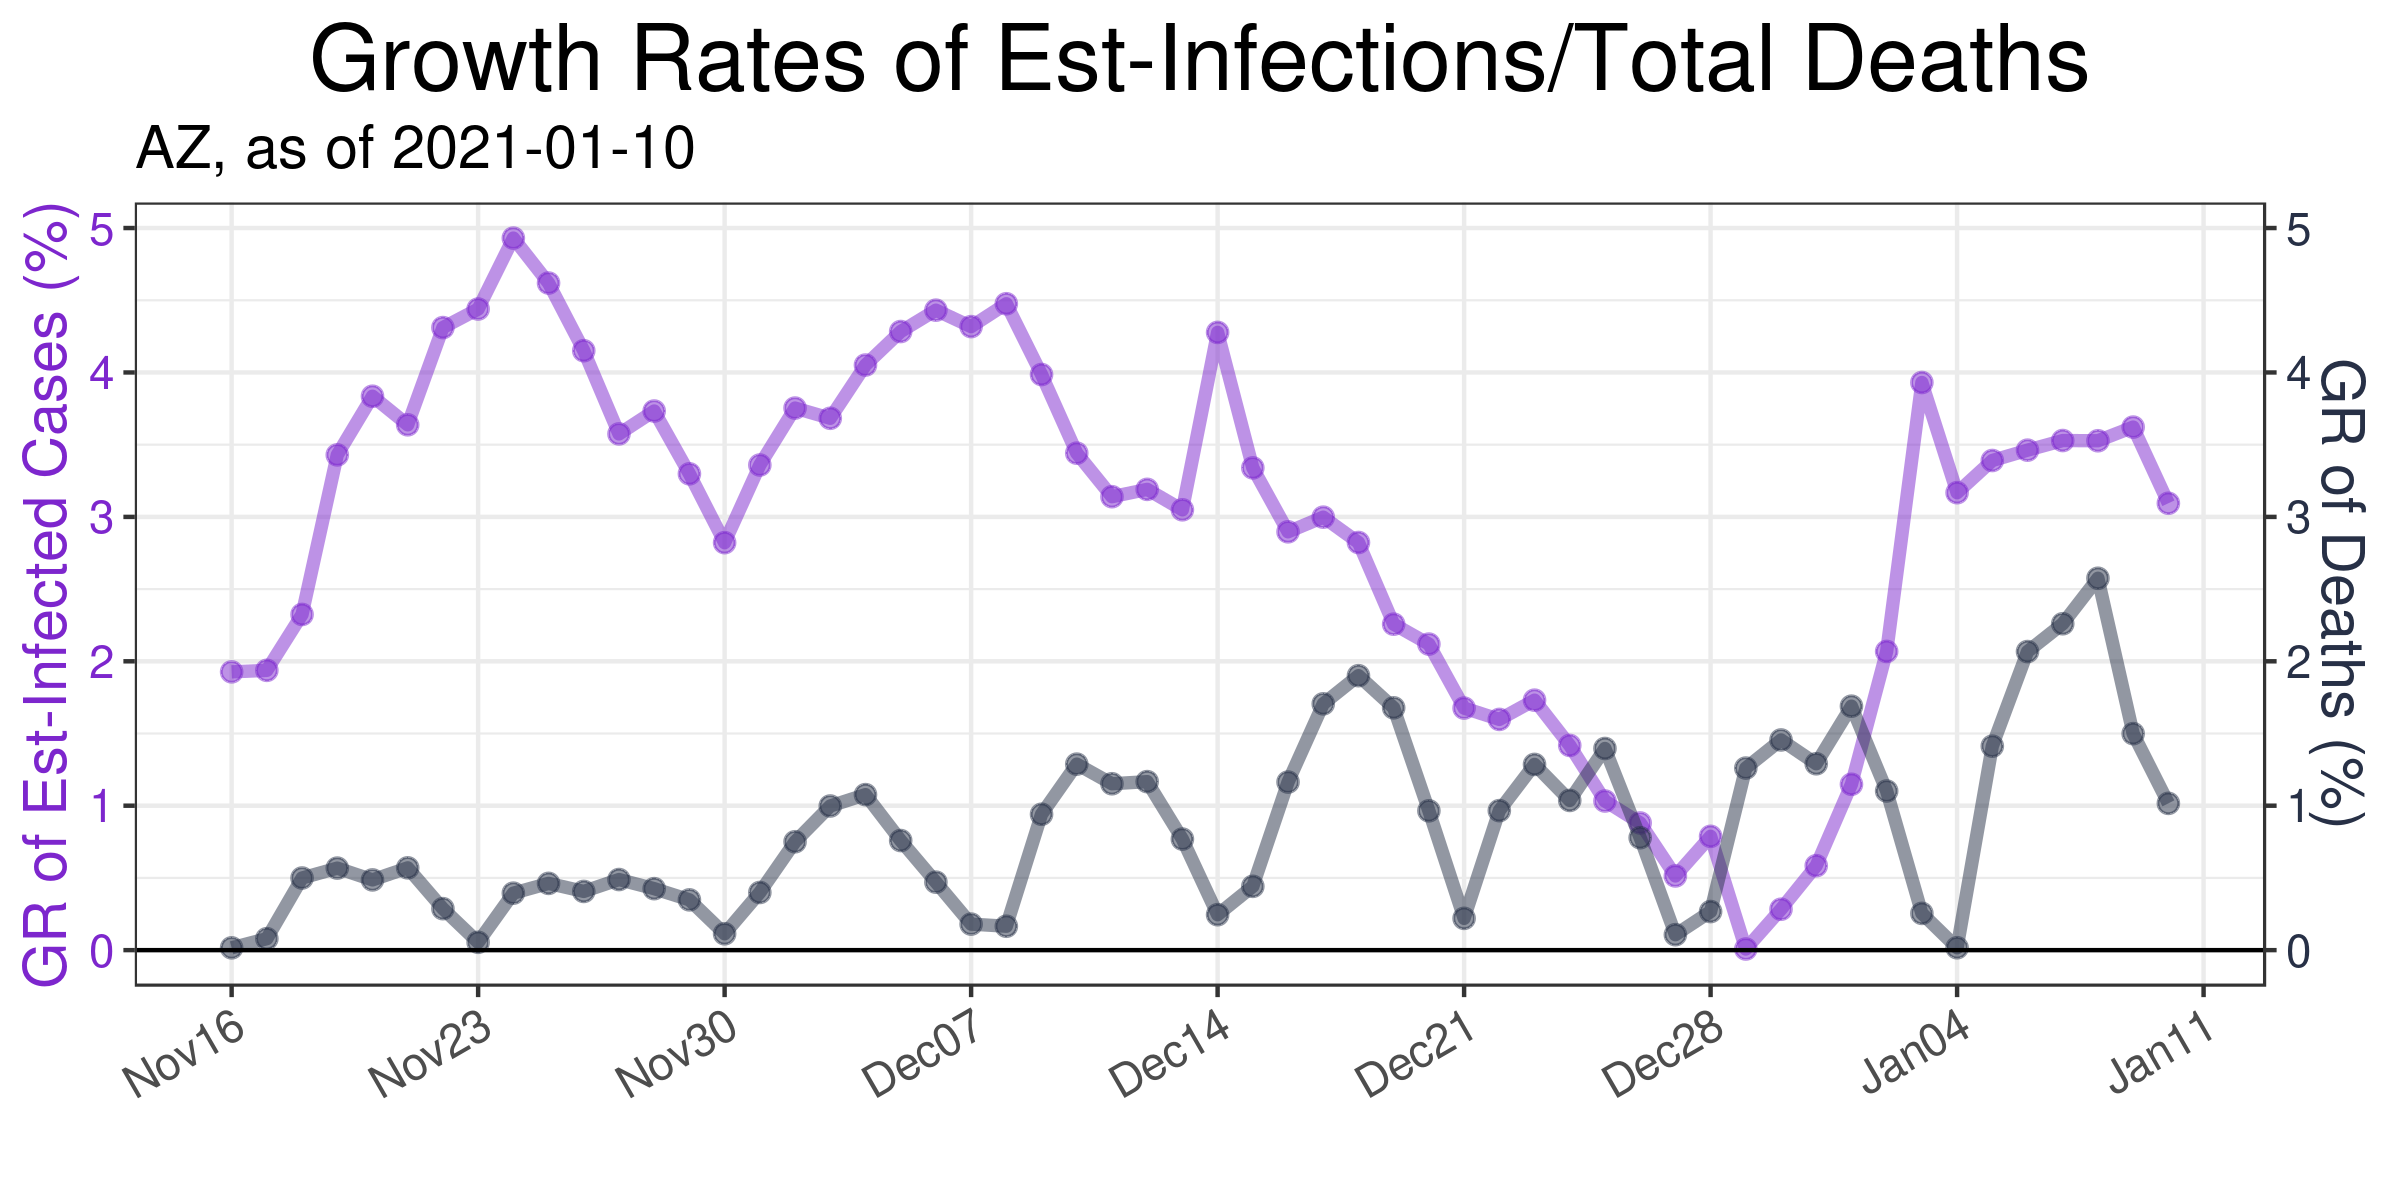 Growth Rates of Est-Infections/Total Deaths
AZ, as of 2021-01-10
GR of Est-Infected Cases (%)
5
4
3
2
1
0
5
4
3
2
1
0
GR of Deaths (%)
Nov16
Nov23
Nov30
Dec07
Dec14
Dec21
Dec28
Jan04
Jan11